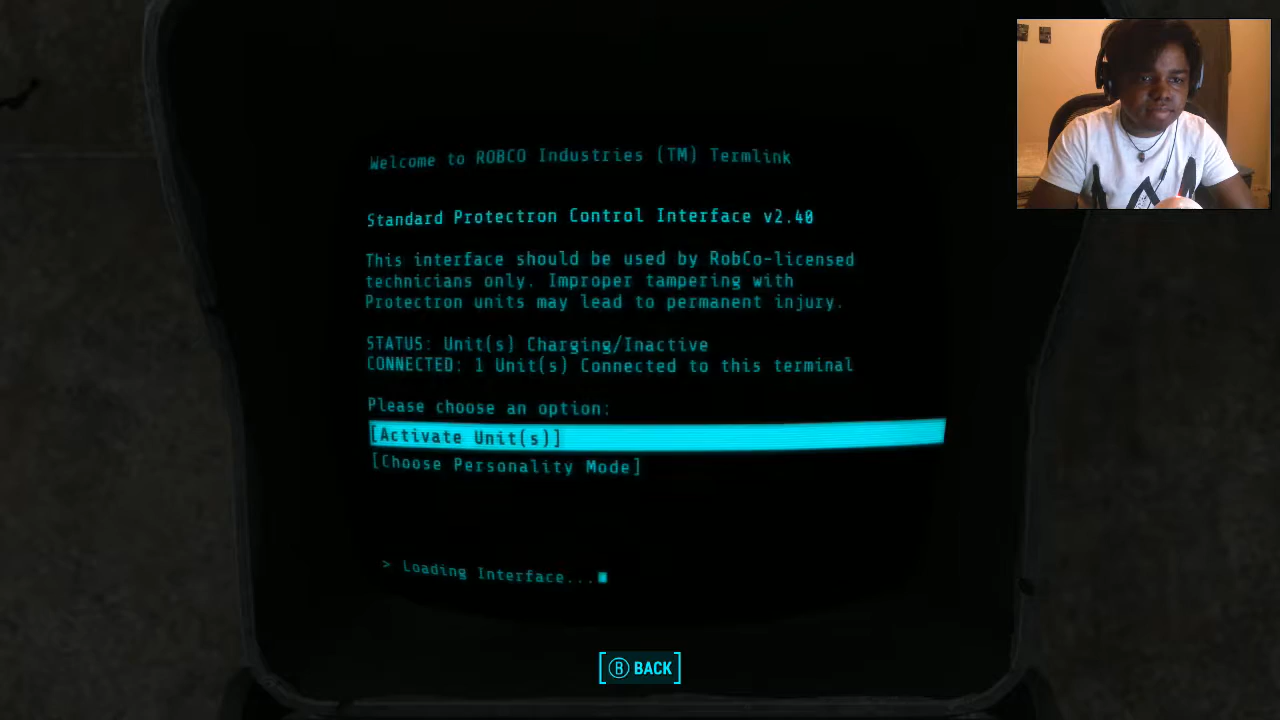 Welcome to ROBCO Industries (TM) Termlink
Standard Protectron Control Interface v2.40
This interface should be used by RobCo-licensed
technicians only. Improper tampering with
Protectron units may lead to permanent injury.
STATUS: Unit(s) Charging/Inactive
CONNECTED: 1 Unit(s) Connected to this terminal
Please choose an option:
[Activate Unit(s)]
[Choose Personality Mode]
> Loading Interface...
[Ⓑ BACK]